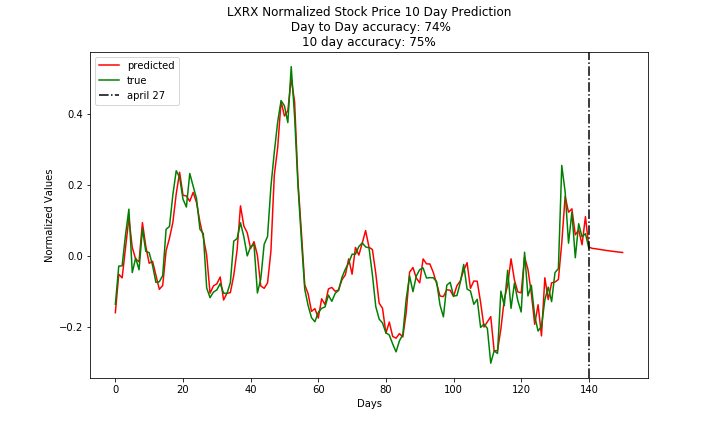 LXRX Normalized Stock Price 10 Day Prediction
Day to Day accuracy: 74%
10 day accuracy: 75%
predicted
true
april 27
Normalized Values
0.4
0.2
0.0
−0.2
0 20 40 60 80 100 120 140
Days